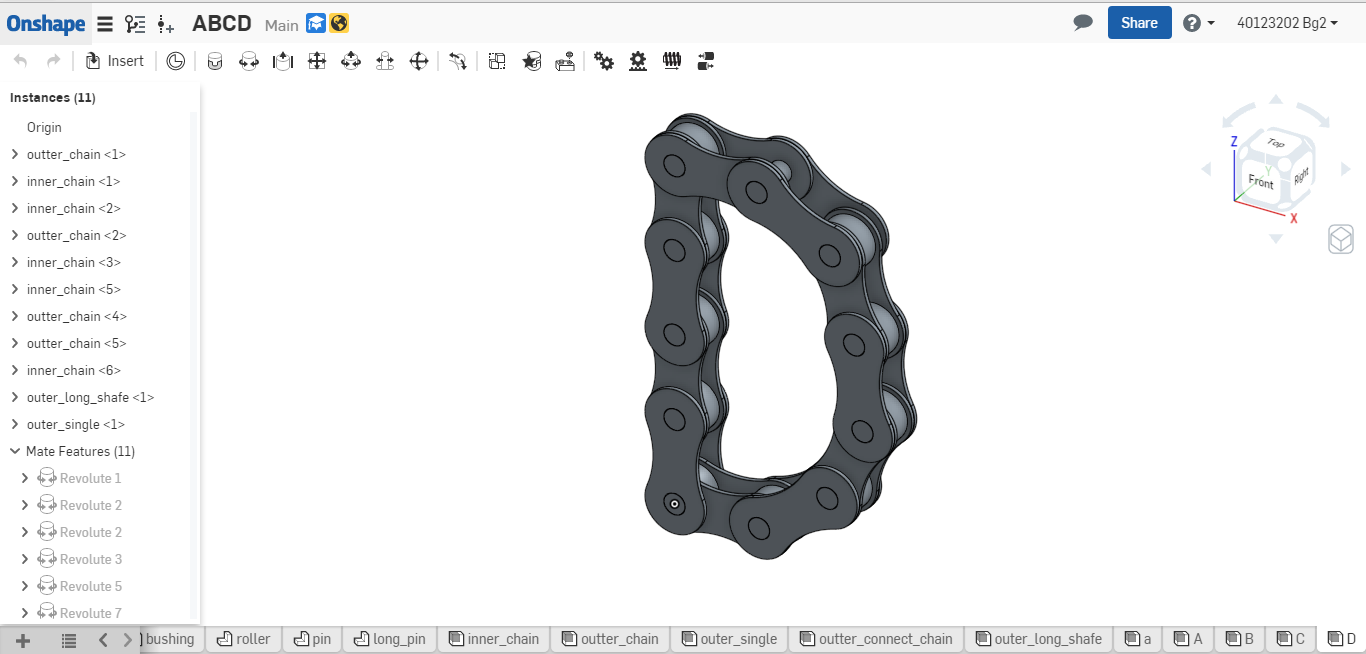 Onshape ABCD Main Share 40123202 Bg2
Insert
Instances (11)
Origin
outter_chain <1>
inner_chain <1>
inner_chain <2>
outter_chain <2>
inner_chain <3>
inner_chain <5>
outter_chain <4>
outter_chain <5>
inner_chain <6>
outer_long_shafe <1>
outer_single <1>
Mate Features (11)
Revolute 1
Revolute 2
Revolute 2
Revolute 3
Revolute 5
Revolute 7
Top
Z
Y
Front Right
X
bushing roller pin long_pin inner_chain outter_chain outer_single outter_connect_chain outer_long_shafe a A B C D